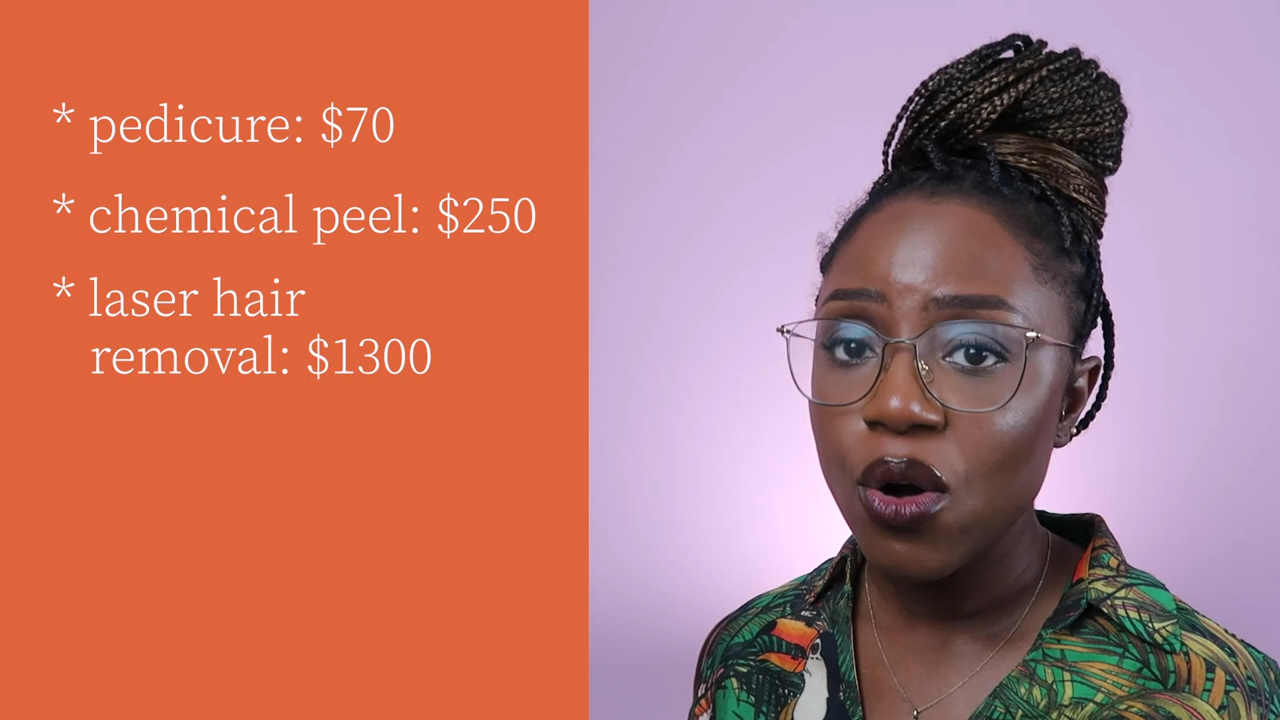 * pedicure: $70
* chemical peel: $250
* laser hair
removal: $1300